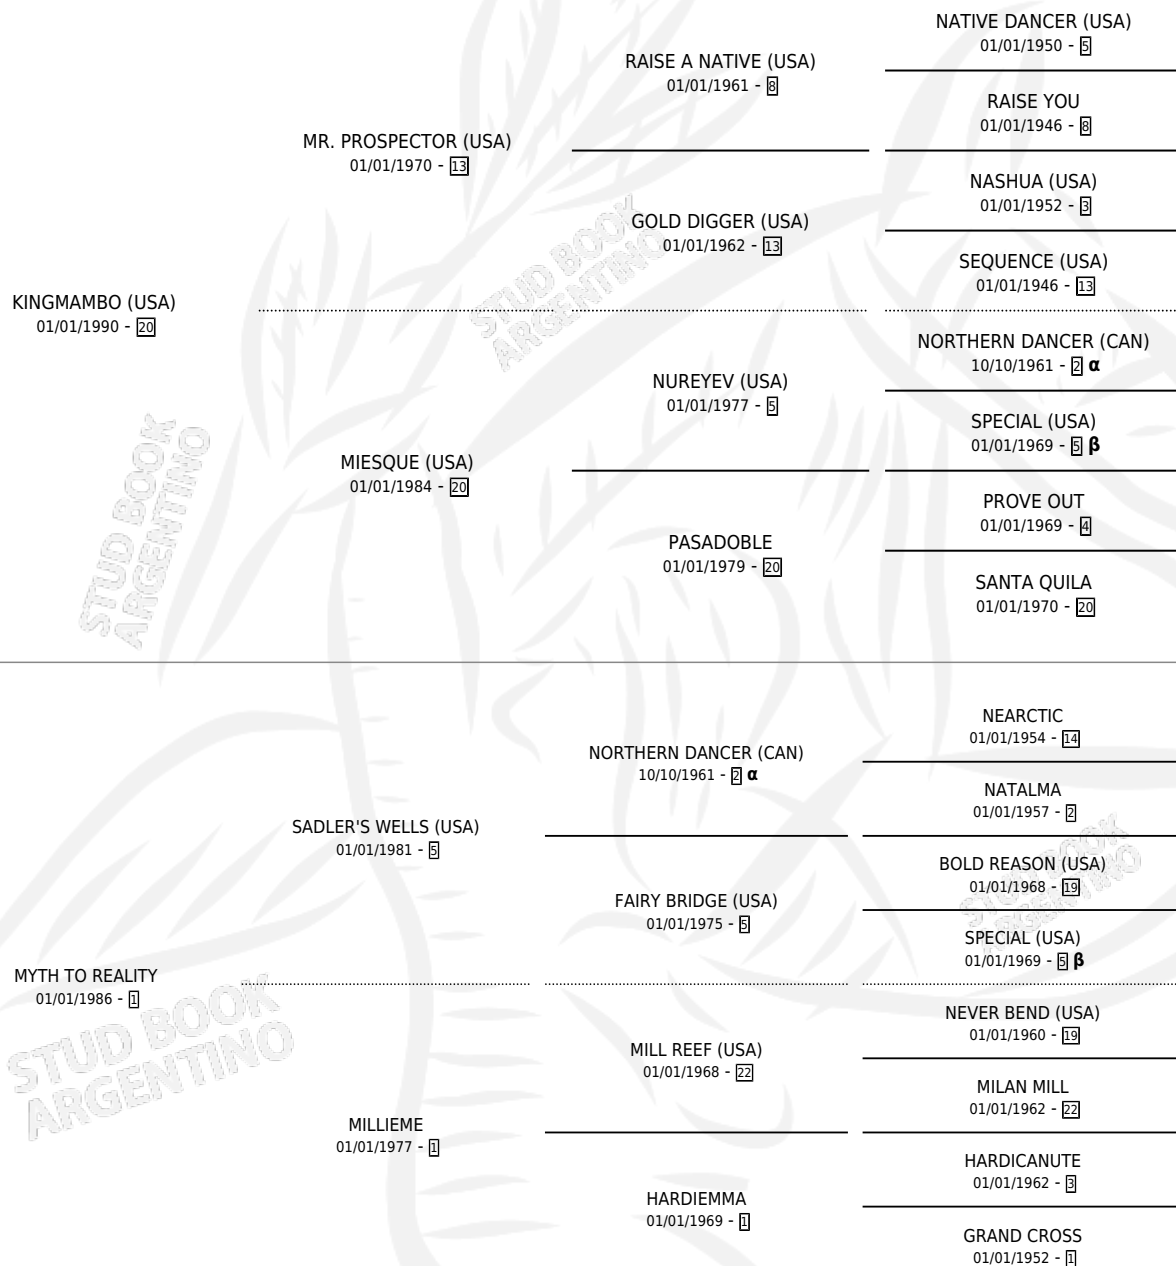 NATIVE DANCER (USA)
01/01/1950 - 5
RAISE A NATIVE (USA)
01/01/1961 - 8
RAISE YOU
01/01/1946 - 8
MR. PROSPECTOR (USA)
01/01/1970 - 13
NASHUA (USA)
01/01/1952 - 3
GOLD DIGGER (USA)
01/01/1962 - 13
SEQUENCE (USA)
01/01/1946 - 13
KINGMAMBO (USA)
01/01/1990 - 20
NORTHERN DANCER (CAN)
10/10/1961 - 2 α
NUREYEV (USA)
01/01/1977 - 5
SPECIAL (USA)
01/01/1969 - 5 β
MIESQUE (USA)
01/01/1984 - 20
PROVE OUT
01/01/1969 - 4
PASADOBLE
01/01/1979 - 20
SANTA QUILA
01/01/1970 - 20
NEARCTIC
01/01/1954 - 14
NORTHERN DANCER (CAN)
10/10/1961 - 2 α
NATALMA
01/01/1957 - 2
SADLER'S WELLS (USA)
01/01/1981 - 5
BOLD REASON (USA)
01/01/1968 - 19
FAIRY BRIDGE (USA)
01/01/1975 - 5
SPECIAL (USA)
01/01/1969 - 5 β
MYTH TO REALITY
01/01/1986 - 1
NEVER BEND (USA)
01/01/1960 - 19
MILL REEF (USA)
01/01/1968 - 22
MILAN MILL
01/01/1962 - 22
MILLIEME
01/01/1977 - 1
HARDICANUTE
01/01/1962 - 3
HARDIEMMA
01/01/1969 - 1
GRAND CROSS
01/01/1952 - 1
STUD BOOK
ARGENTINO
STUD BOOK
ARGENTINO
STUD BOOK
ARGENTINO
STUD BOOK
ARGENTINO